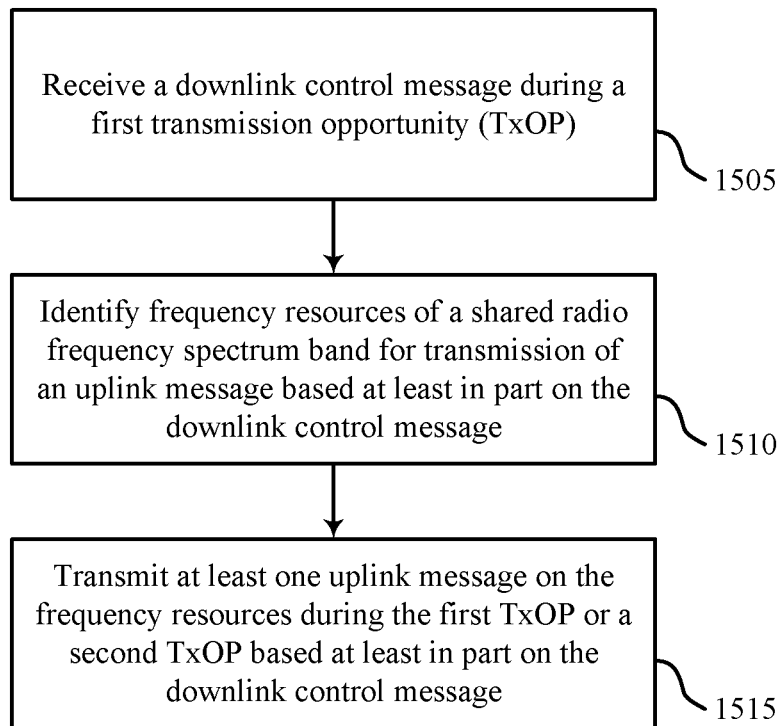 Receive a downlink control message during a
first transmission opportunity (TxOP)
1505
Identify frequency resources of a shared radio
frequency spectrum band for transmission of
an uplink message based at least in part on the
downlink control message
1510
Transmit at least one uplink message on the
frequency resources during the first TxOP or a
second TxOP based at least in part on the
downlink control message
1515